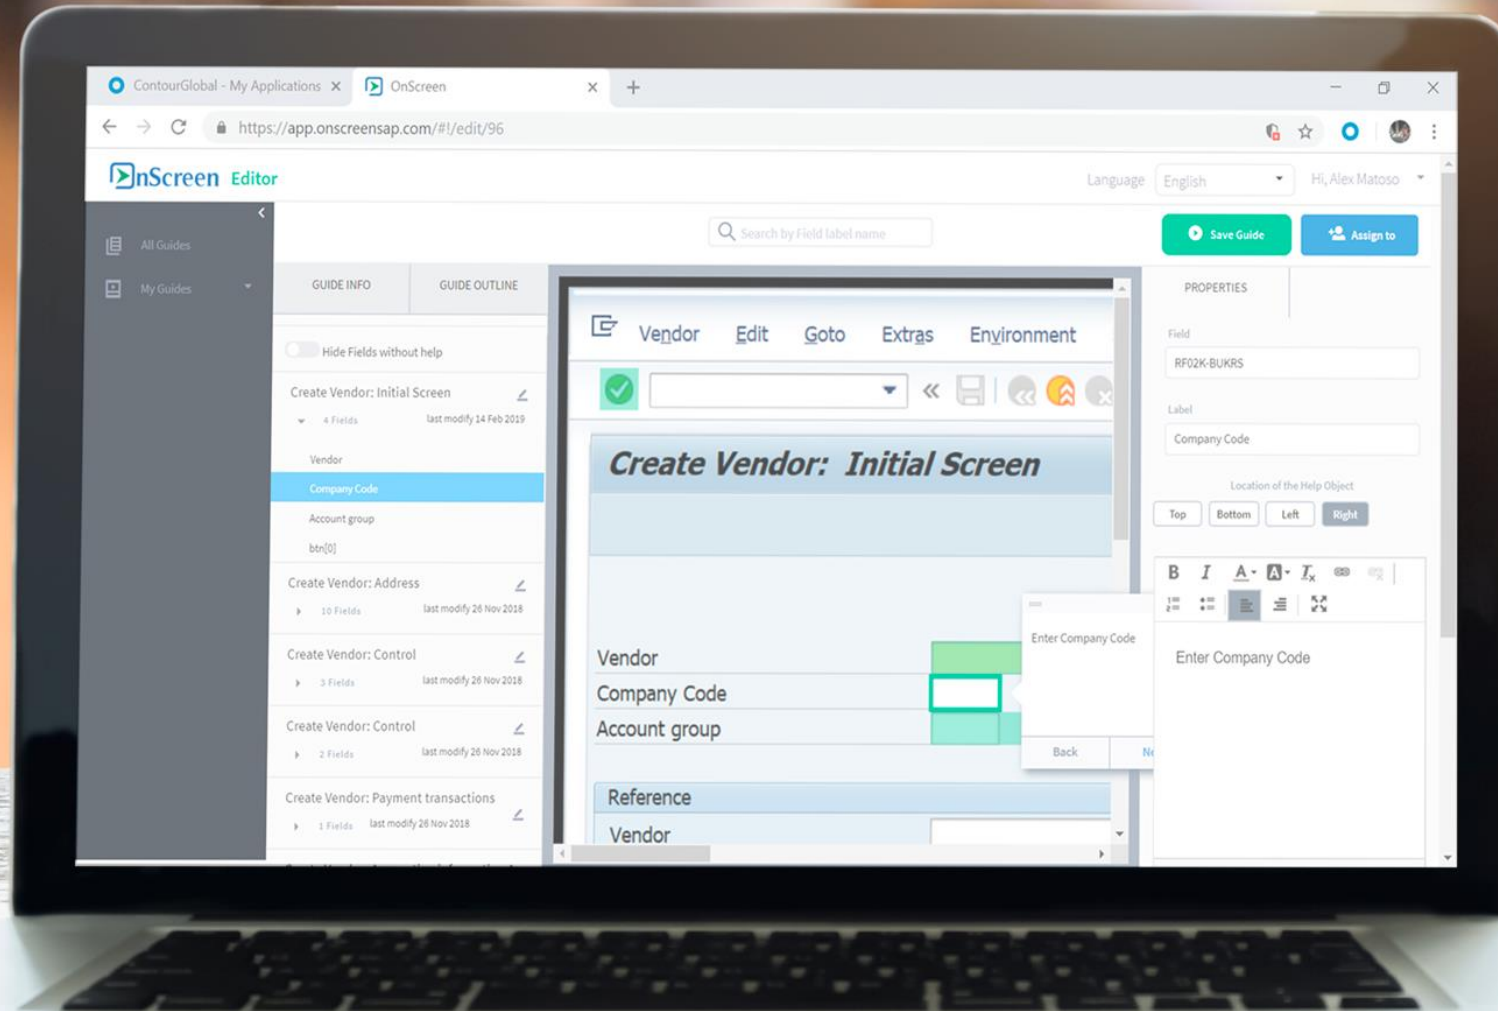 ContourGlobal - My Applications
OnScreen
https://app.onscreensap.com/#!/edit/96
OnScreen Editor
Language
English
Hi, Alex Matoso
All Guides
My Guides
Search by Field label name
Save Guide
Assign to
GUIDE INFO
GUIDE OUTLINE
Hide Fields without help
Create Vendor: Initial Screen
4 Fields
last modify 14 Feb 2019
Vendor
Company Code
Account group
btn[0]
Create Vendor: Address
10 Fields
last modify 26 Nov 2018
Create Vendor: Control
3 Fields
last modify 26 Nov 2018
Create Vendor: Control
2 Fields
last modify 26 Nov 2018
Create Vendor: Payment transactions
1 Fields
last modify 26 Nov 2018
Vendor Edit Goto Extras Environment
Create Vendor: Initial Screen
Vendor
Company Code
Account group
Enter Company Code
Back
Reference
Vendor
PROPERTIES
Field
RF02K-BUKRS
Label
Company Code
Location of the Help Object
Top
Bottom
Left
Right
B I A A Tx
Enter Company Code